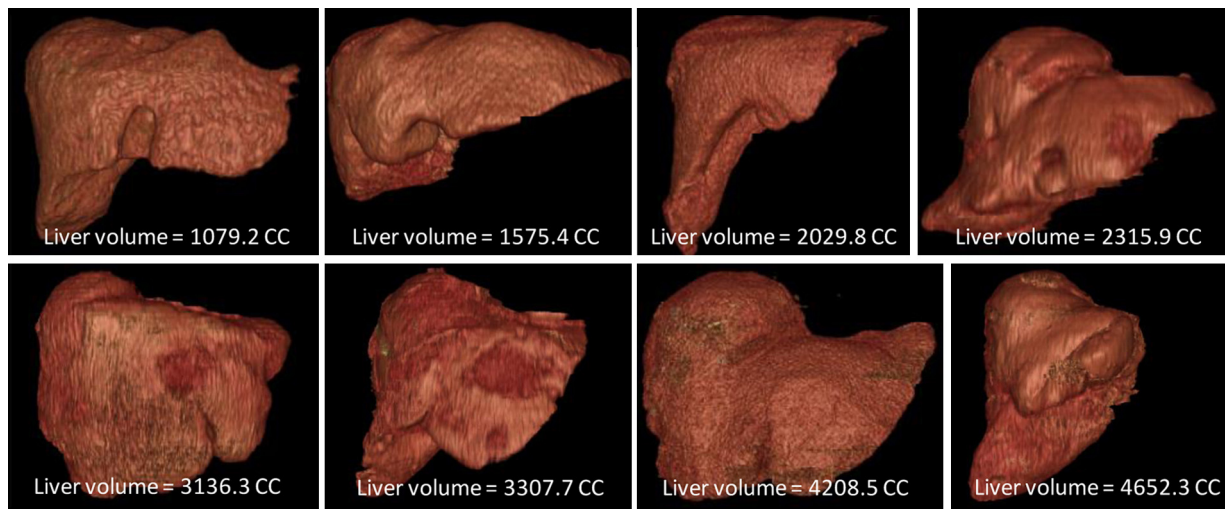 Liver volume = 1079.2 CC
Liver volume = 1575.4 CC
Liver volume = 2029.8 CC
Liver volume = 2315.9 CC
Liver volume = 3136.3 CC
Liver volume = 3307.7 CC
Liver volume = 4208.5 CC
Liver volume = 4652.3 CC